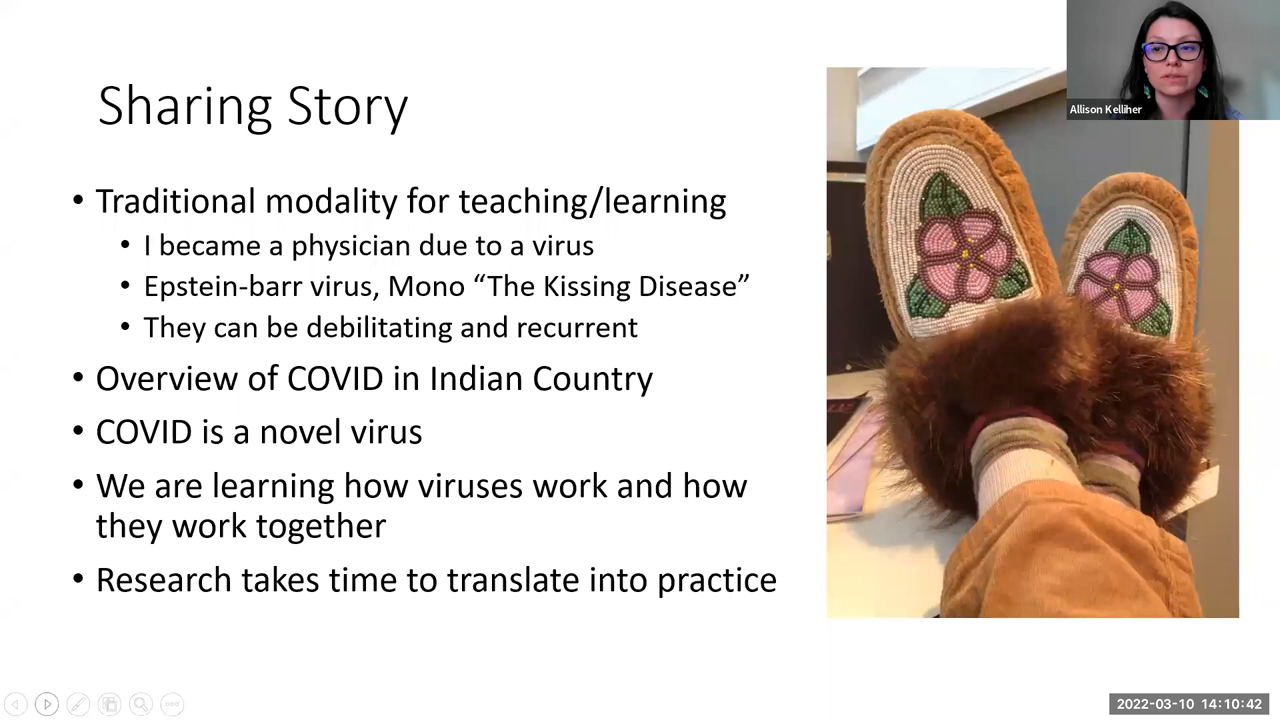 Sharing Story
• Traditional modality for teaching/learning
• I became a physician due to a virus
• Epstein-barr virus, Mono “The Kissing Disease”
• They can be debilitating and recurrent
• Overview of COVID in Indian Country
• COVID is a novel virus
• We are learning how viruses work and how
they work together
• Research takes time to translate into practice
Allison Kelliher
2022-03-10 14:10:42